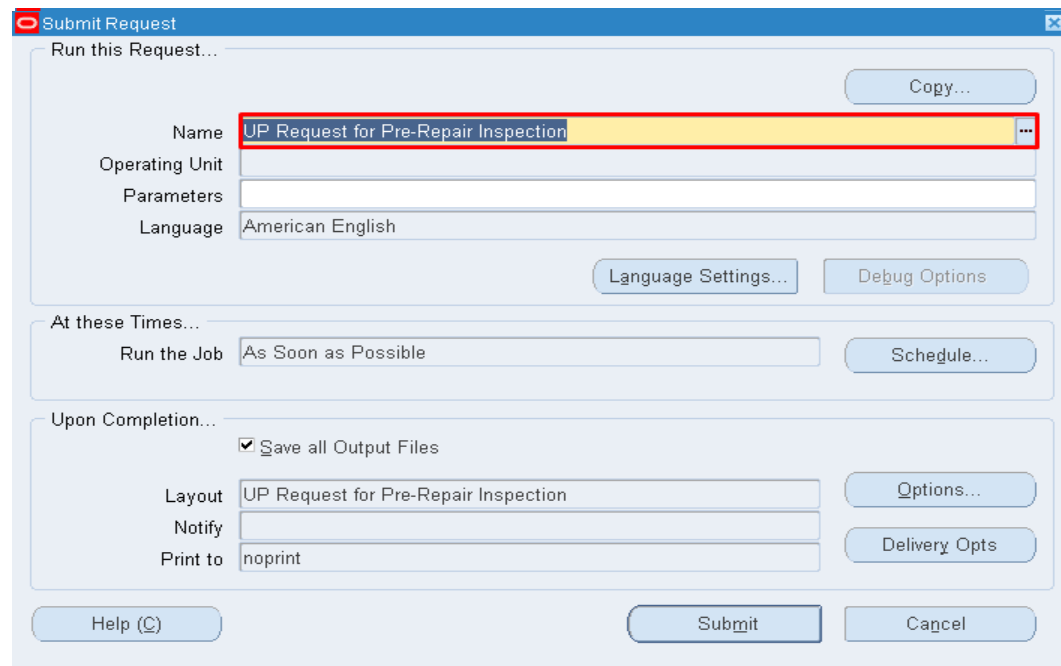 Submit Request
Run this Request...
Copy...
Name UP Request for Pre-Repair Inspection
Operating Unit
Parameters
Language American English
Language Settings... Debug Options
At these Times...
Run the Job As Soon as Possible Schedule...
Upon Completion...
Save all Output Files
Layout UP Request for Pre-Repair Inspection Options...
Notify
Print to noprint Delivery Opts
Help (C) Submit Cancel